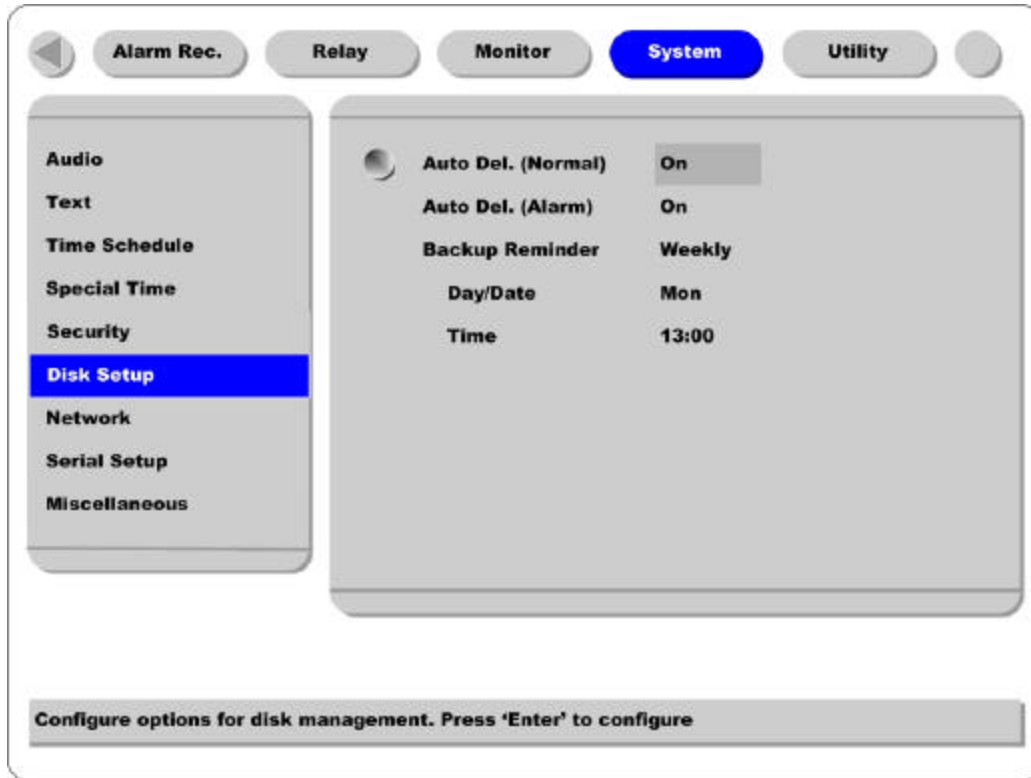 Alarm Rec. Relay Monitor System Utility
Audio
Text
Time Schedule
Special Time
Security
Disk Setup
Network
Serial Setup
Miscellaneous
Auto Del. (Normal) On
Auto Del. (Alarm) On
Backup Reminder Weekly
Day/Date Mon
Time 13:00
Configure options for disk management. Press ‘Enter’ to configure